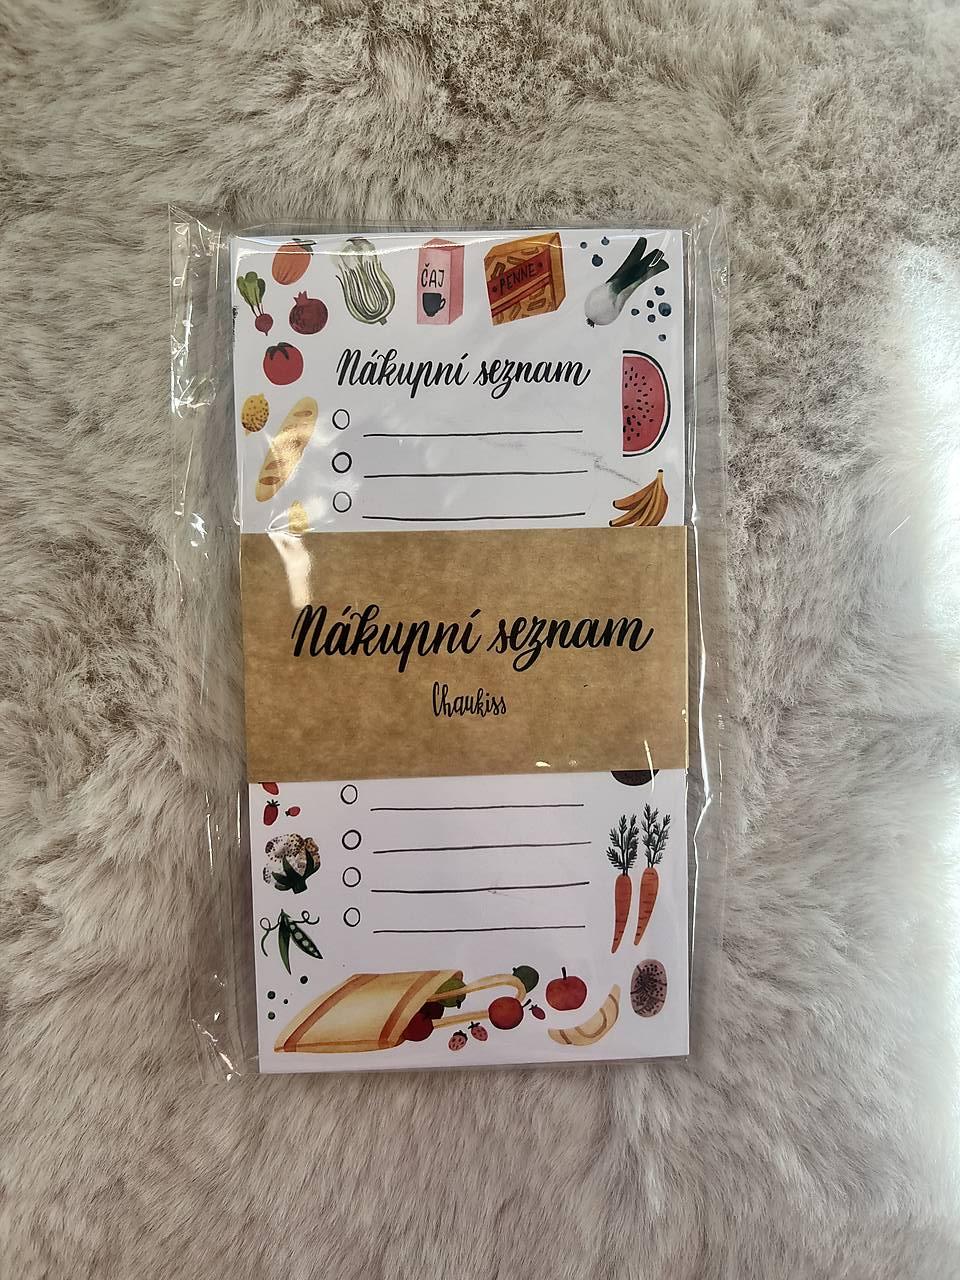 ČAJ
PENNE
Nákupní seznam
Nákupní seznam
Chaukiss